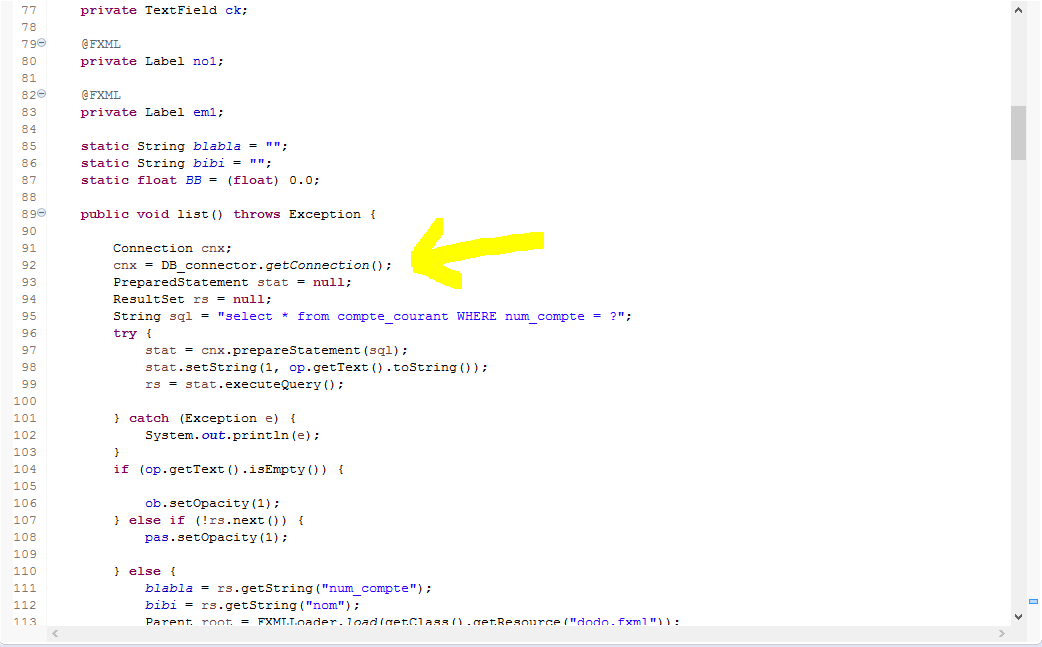 77 private TextField ck;
78
79 @FXML
80 private Label no1;
81
82 @FXML
83 private Label em1;
84
85 static String blabla = "";
86 static String bibi = "";
87 static float BB = (float) 0.0;
88
89 public void list() throws Exception {
90
91 Connection cnx;
92 cnx = DB_connector.getConnection();
93 PreparedStatement stat = null;
94 ResultSet rs = null;
95 String sql = "select * from compte_courant WHERE num_compte = ?";
96 try {
97 stat = cnx.prepareStatement(sql);
98 stat.setString(1, op.getText().toString());
99 rs = stat.executeQuery();
100
101 } catch (Exception e) {
102 System.out.println(e);
103 }
104 if (op.getText().isEmpty()) {
105
106 ob.setOpacity(1);
107 } else if (!rs.next()) {
108 pas.setOpacity(1);
109
110 } else {
111 blabla = rs.getString("num_compte");
112 bibi = rs.getString("nom");
113 Parent root = FXMLLoader.load(getClass().getResource("dodo.fxml"));